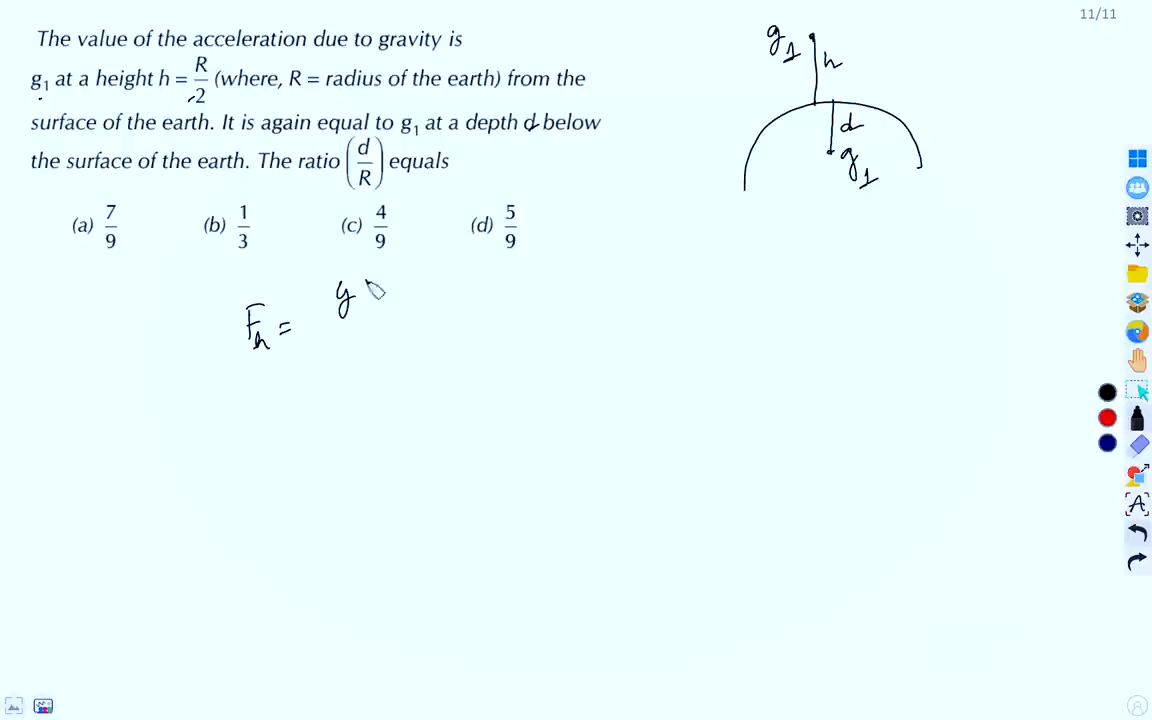 11/11
The value of the acceleration due to gravity is
g₁ at a height h = R/2 (where, R = radius of the earth) from the
surface of the earth. It is again equal to g₁ at a depth d below
the surface of the earth. The ratio (d/R) equals
(a) 7/9 (b) 1/3 (c) 4/9 (d) 5/9
g₁ h
d
g₁
F_h = g